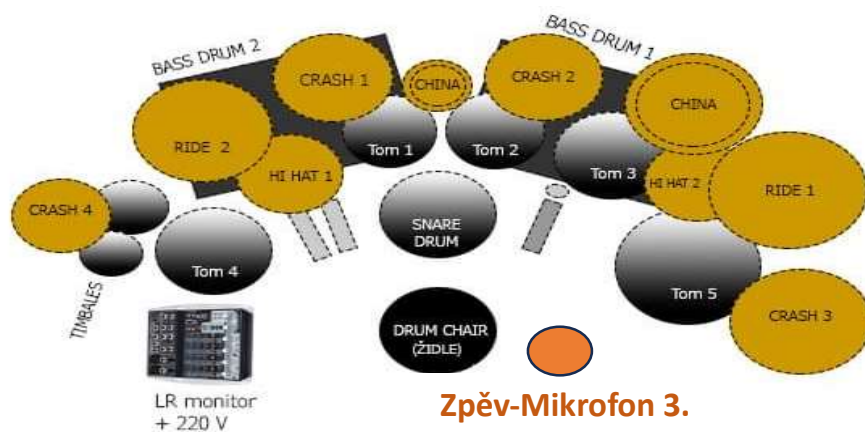 BASS DRUM 2
BASS DRUM 1
CRASH 1
CHINA
CRASH 2
CHINA
RIDE 2
Tom 1
Tom 2
Tom 3
HI HAT 1
HI HAT 2
RIDE 1
CRASH 4
SNARE
DRUM
Tom 4
Tom 5
TIMBALES
CRASH 3
DRUM CHAIR
(ŽIDLE)
LR monitor
+ 220 V
Zpěv-Mikrofon 3.